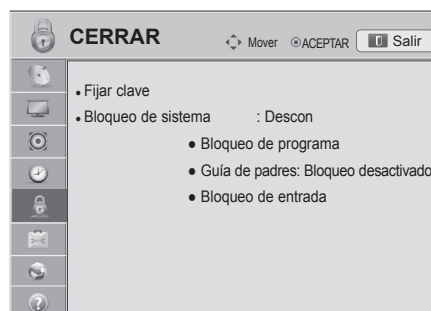 CERRAR Mover ACEPTAR Salir
• Fijar clave
• Bloqueo de sistema : Descon
● Bloqueo de programa
● Guía de padres: Bloqueo desactivado
● Bloqueo de entrada